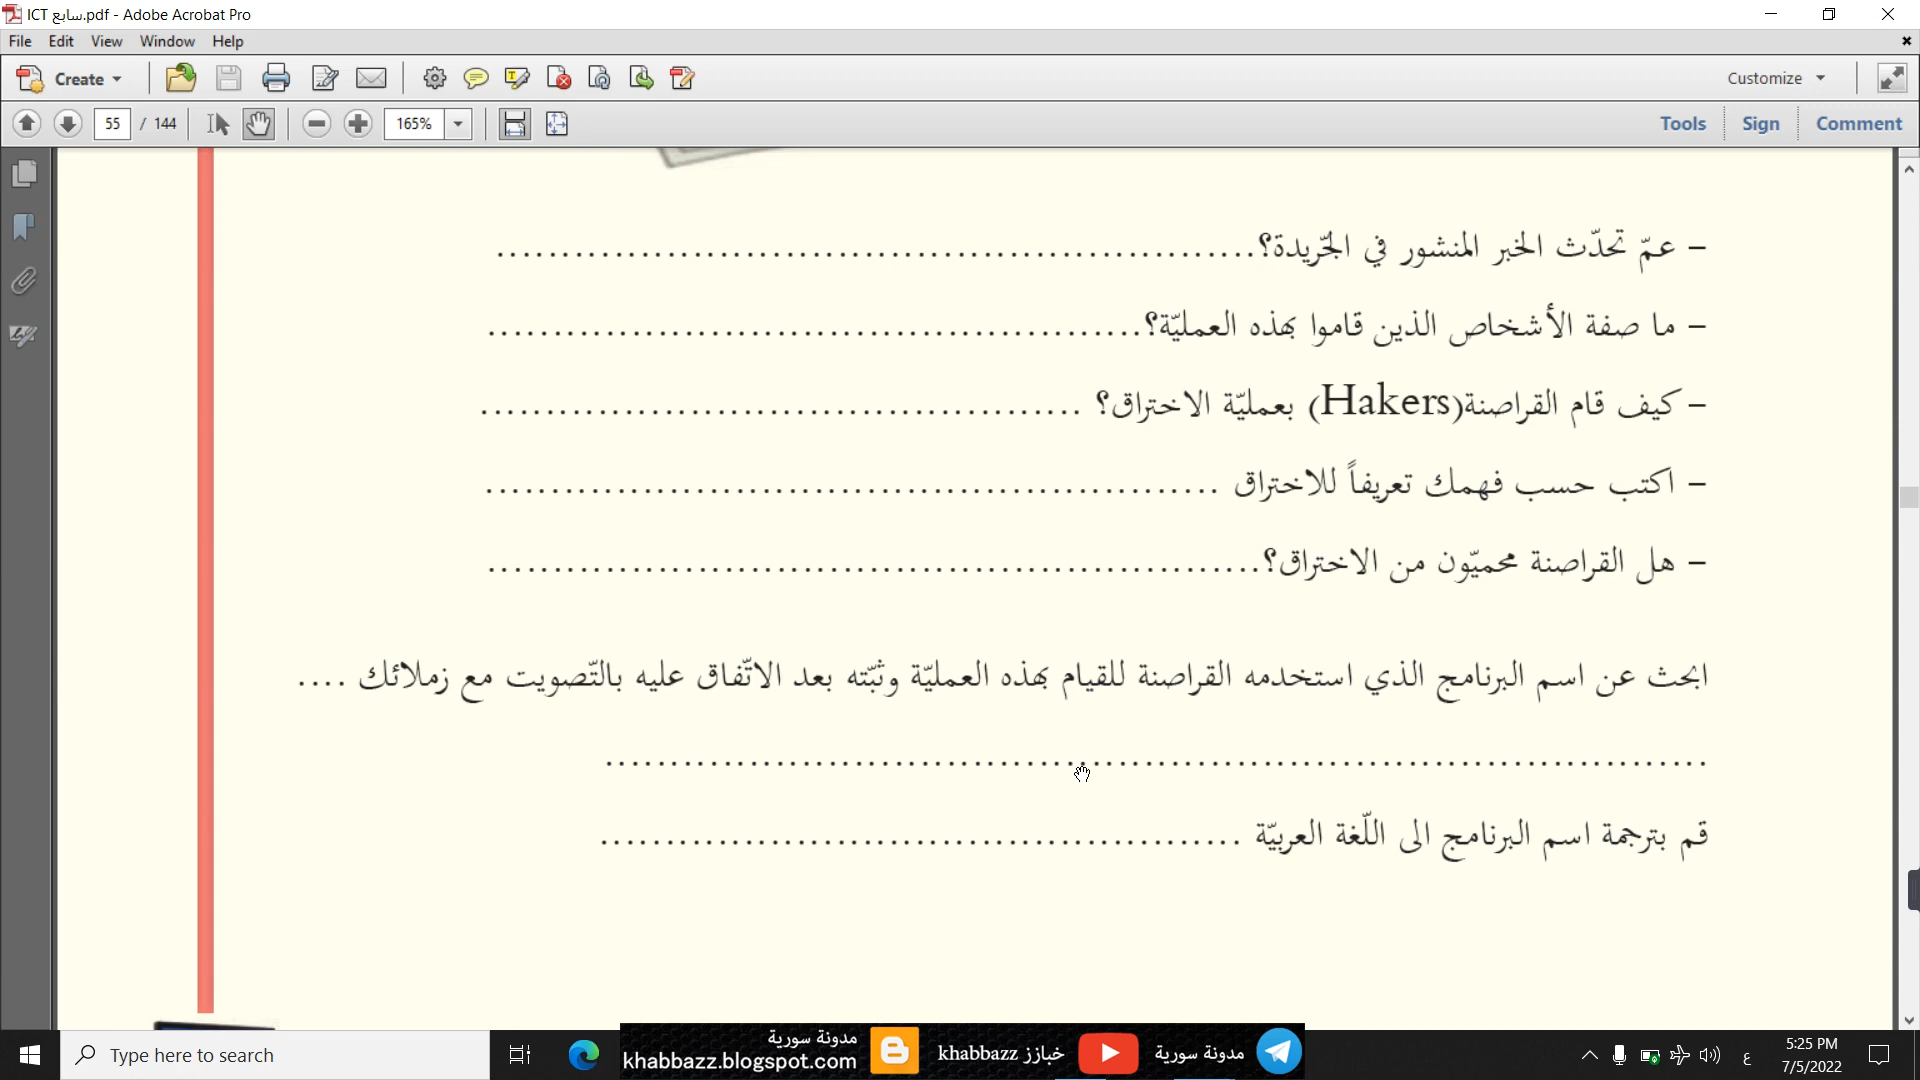 ICT سابع.pdf - Adobe Acrobat Pro
File Edit View Window Help
Create Customize
55 / 144 165% Tools Sign Comment
– عمّ تحدّث الخبر المنشور في الجّريدة؟............................................................
– ما صفة الأشخاص الذين قاموا بهذه العمليّة؟....................................................
– كيف قام القراصنة(Hakers) بعمليّة الاختراق؟ ................................................
– اكتب حسب فهمك تعريفاً للاختراق ..........................................................
– هل القراصنة محميّون من الاختراق؟.............................................................
ابحث عن اسم البرنامج الذي استخدمه القراصنة للقيام بهذه العمليّة وثبّته بعد الاتّفاق عليه بالتّصويت مع زملائك ....
......................................................................................
قم بترجمة اسم البرنامج الى اللّغة العربيّة ..................................................
Type here to search
مدونة سورية
khabbazz.blogspot.com
khabbazz خبازز
مدونة سورية
ع
5:25 PM
7/5/2022